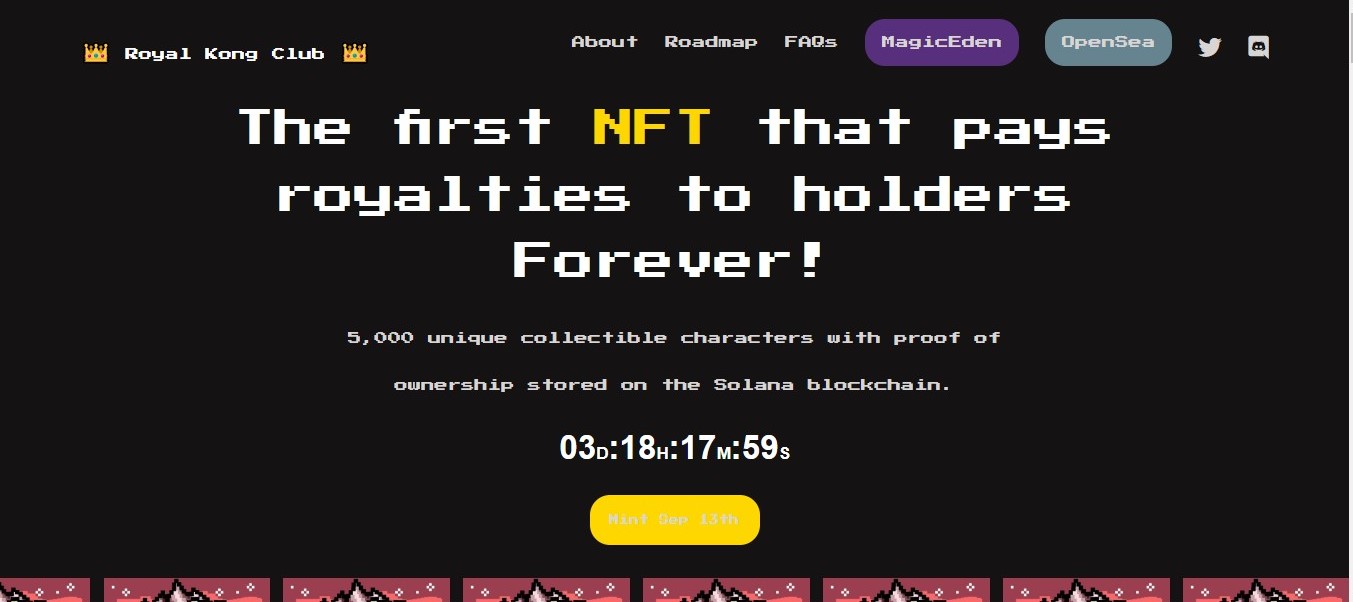 👑 Royal Kong Club 👑
About Roadmap FAQs MagicEden OpenSea
The first NFT that pays
royalties to holders
Forever!
5,000 unique collectible characters with proof of
ownership stored on the Solana blockchain.
03D:18H:17M:59S
Mint Sep 13th